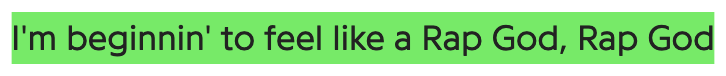 I'm beginnin' to feel like a Rap God, Rap God